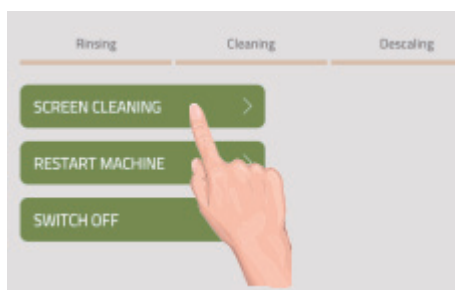 Rinsing Cleaning Descaling
SCREEN CLEANING
RESTART MACHINE
SWITCH OFF